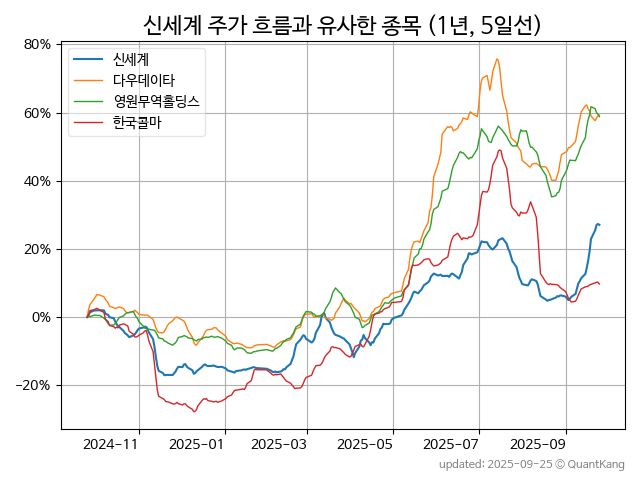 신세계 주가 흐름과 유사한 종목 (1년, 5일선)
신세계
다우데이타
영원무역홀딩스
한국콜마
80%
60%
40%
20%
0%
−20%
2024-11 2025-01 2025-03 2025-05 2025-07 2025-09
updated: 2025-09-25 © QuantKang